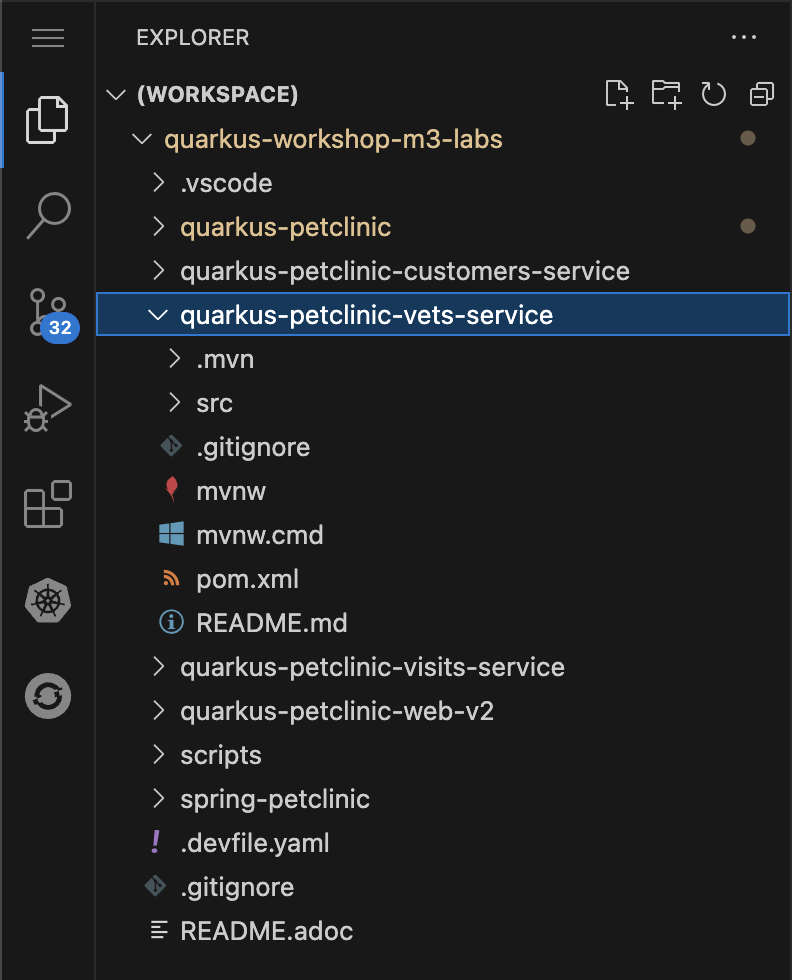 EXPLORER
(WORKSPACE)
quarkus-workshop-m3-labs
.vscode
quarkus-petclinic
quarkus-petclinic-customers-service
quarkus-petclinic-vets-service
32
.mvn
src
.gitignore
mvnw
mvnw.cmd
pom.xml
README.md
quarkus-petclinic-visits-service
quarkus-petclinic-web-v2
scripts
spring-petclinic
.devfile.yaml
.gitignore
README.adoc